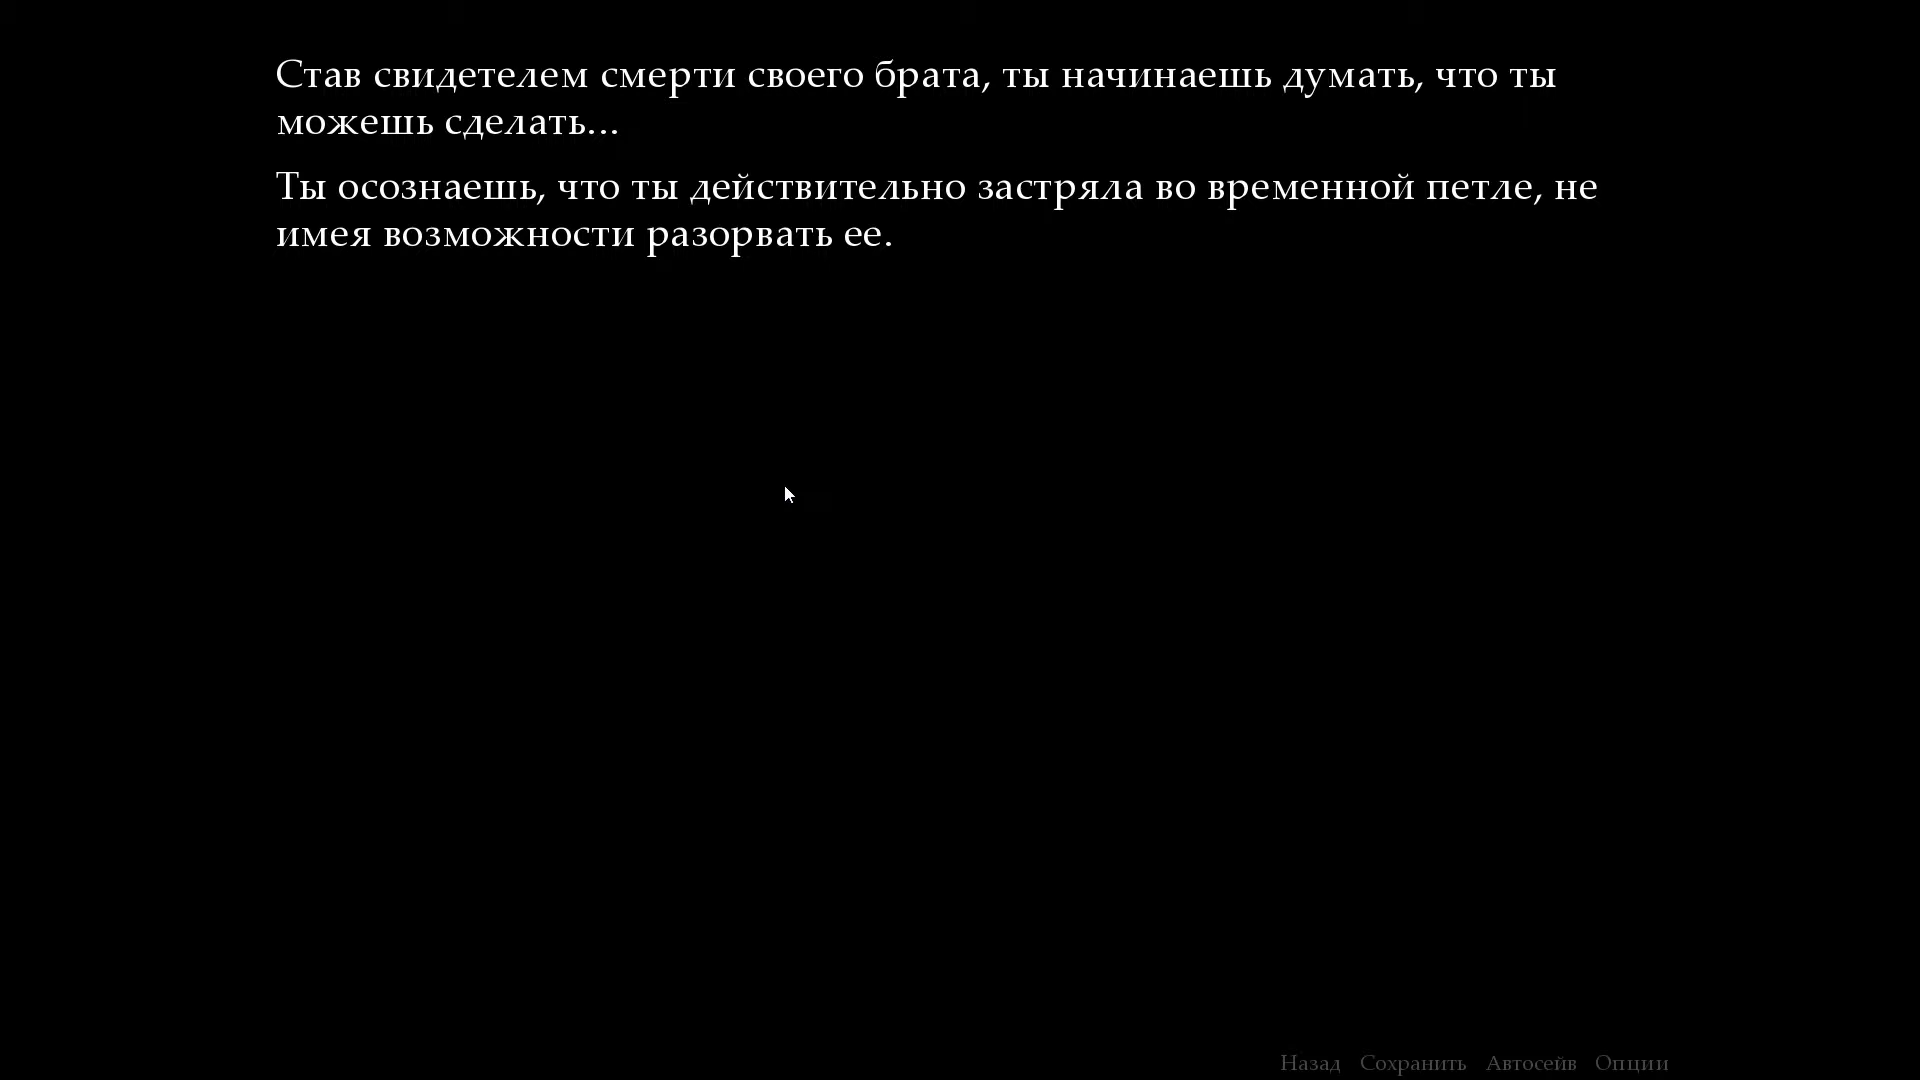 Став свидетелем смерти своего брата, ты начинаешь думать, что ты
можешь сделать...
Ты осознаешь, что ты действительно застряла во временной петле, не
имея возможности разорвать ее.
Назад Сохранить Автосейв Опции